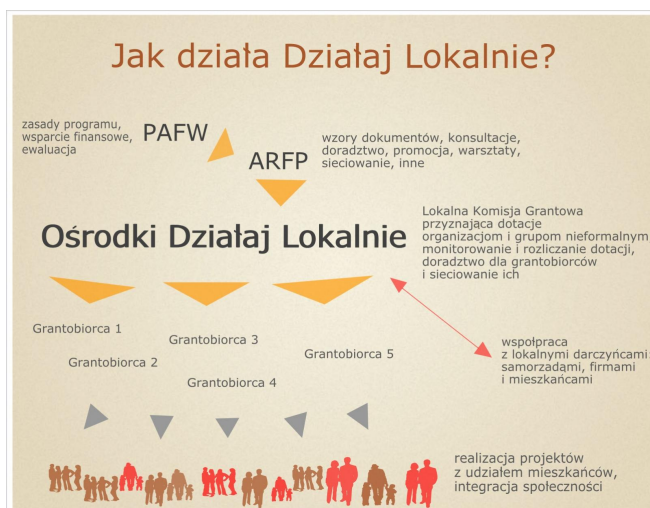 Jak działa Działaj Lokalnie?
zasady programu,
wsparcie finansowe,
ewaluacja
PAFW
ARFP
wzory dokumentów, konsultacje,
doradztwo, promocja, warsztaty,
sieciowanie, inne
Ośrodki Działaj Lokalnie
Lokalna Komisja Grantowa
przyznająca dotacje
organizacjom i grupom nieformalnym
monitorowanie i rozliczanie dotacji,
doradztwo dla grantobiorców
i sieciowanie ich
Grantobiorca 1
Grantobiorca 2
Grantobiorca 3
Grantobiorca 4
Grantobiorca 5
wspołpraca
z lokalnymi darczyńcami:
samorządami, firmami
i mieszkańcami
realizacja projektów
z udziałem mieszkańców,
integracja społeczności